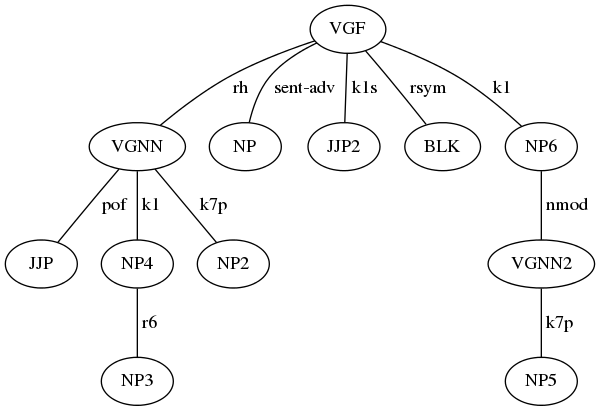 VGF
rh sent-adv k1s rsym k1
VGNN NP JJP2 BLK NP6
pof k1 k7p nmod
JJP NP4 NP2 VGNN2
r6 k7p
NP3 NP5